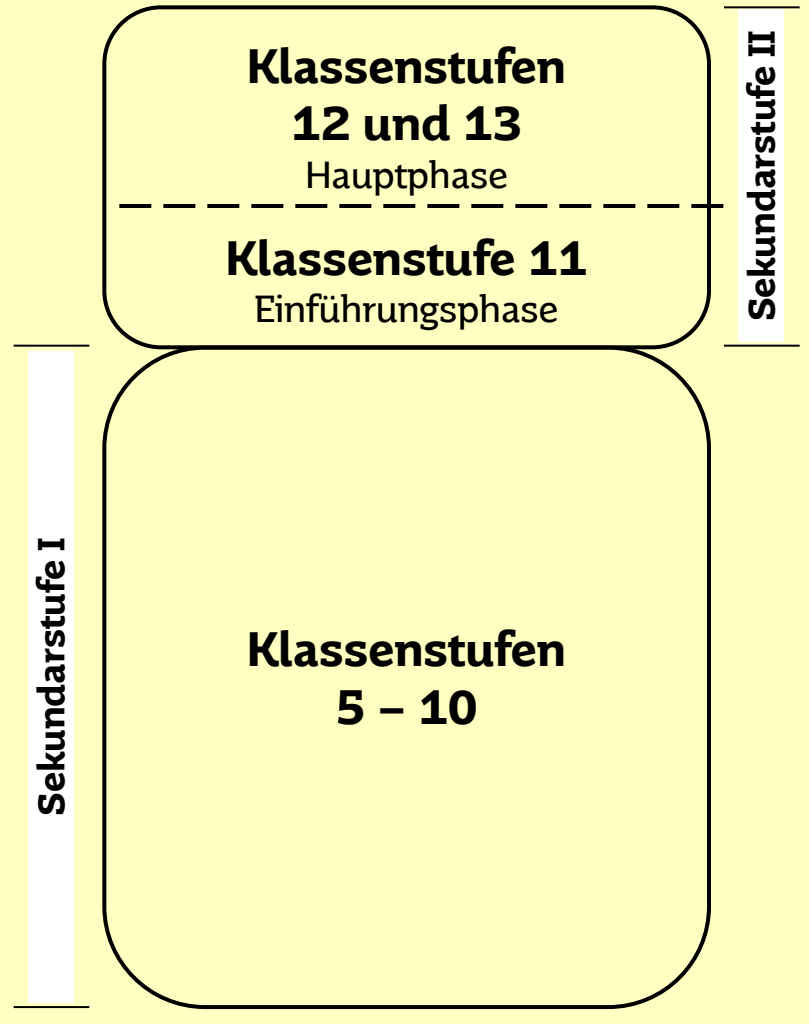 Klassenstufen
12 und 13
Hauptphase
Klassenstufe 11
Einführungsphase
Sekundarstufe II
Klassenstufen
5 – 10
Sekundarstufe I